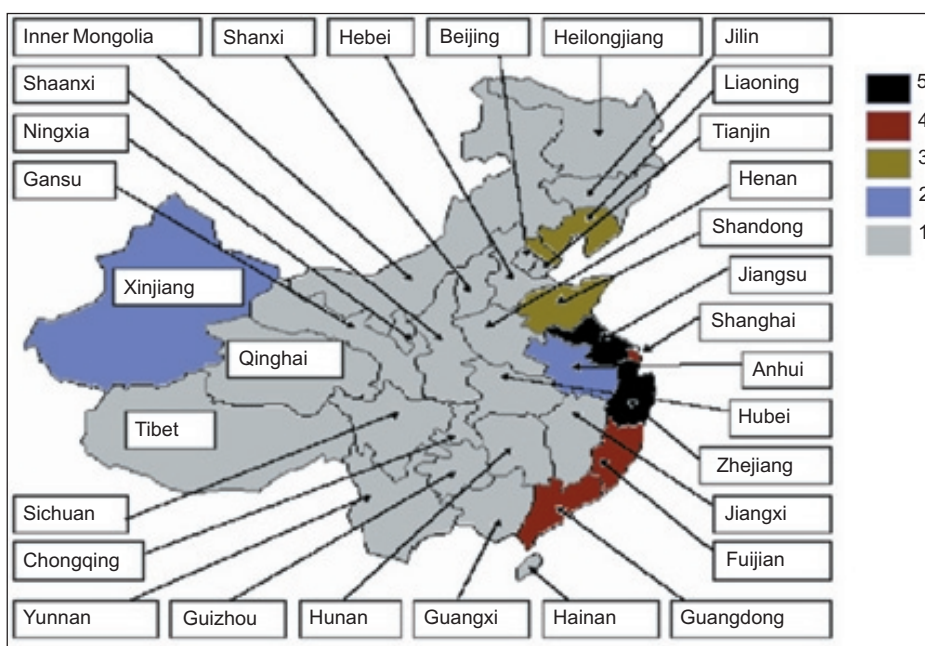 Inner Mongolia
Shanxi
Hebei
Beijing
Heilongjiang
Jilin
Shaanxi
Liaoning
Ningxia
Tianjin
Gansu
Henan
Shandong
Xinjiang
Jiangsu
Shanghai
Qinghai
Anhui
Hubei
Tibet
Zhejiang
Sichuan
Jiangxi
Chongqing
Fuijian
Yunnan
Guizhou
Hunan
Guangxi
Hainan
Guangdong
5
4
3
2
1